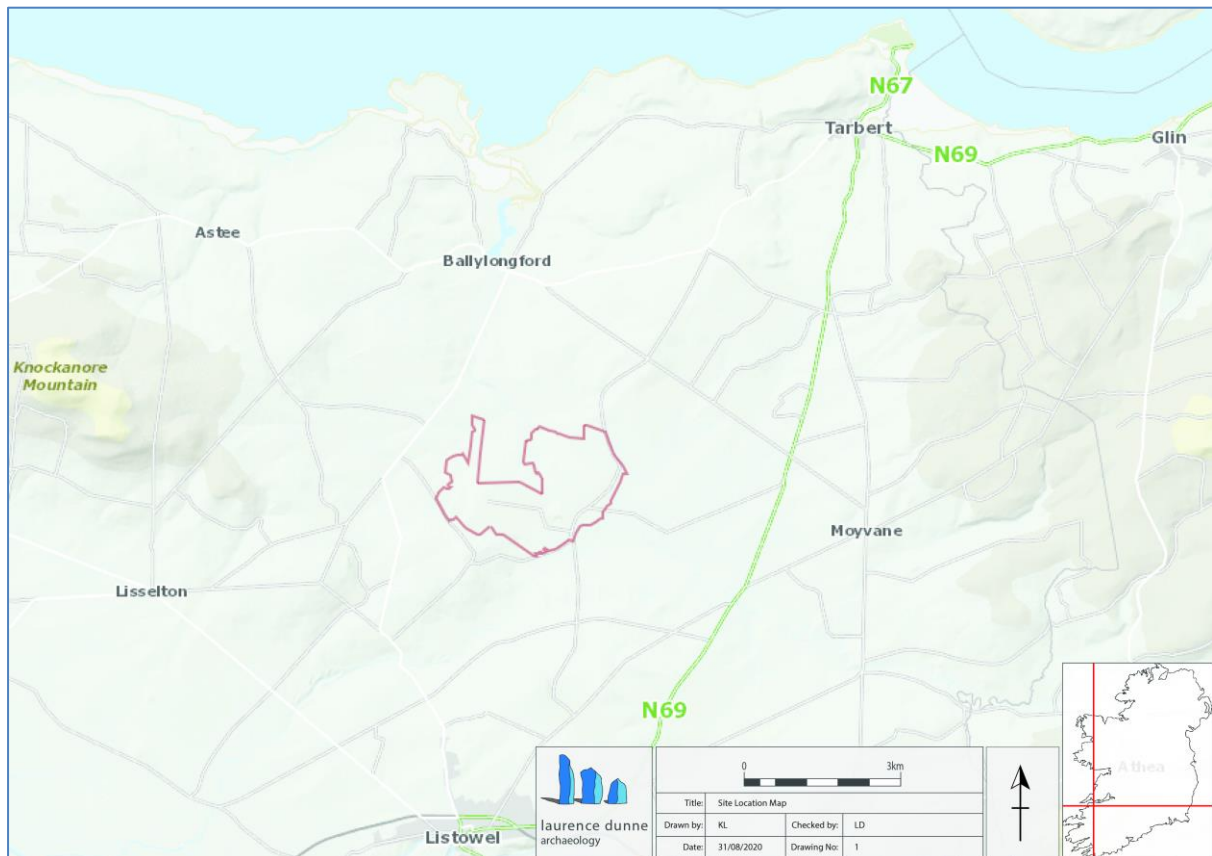 N67
Tarbert
Glin
N69
Astee
Ballylongford
Knockanore
Mountain
Moyvane
Lisselton
N69
Listowel
laurence dunne
archaeology
0 3km
Title: Site Location Map
Drawn by: KL Checked by: LD
Date: 31/08/2020 Drawing No: 1
Athea